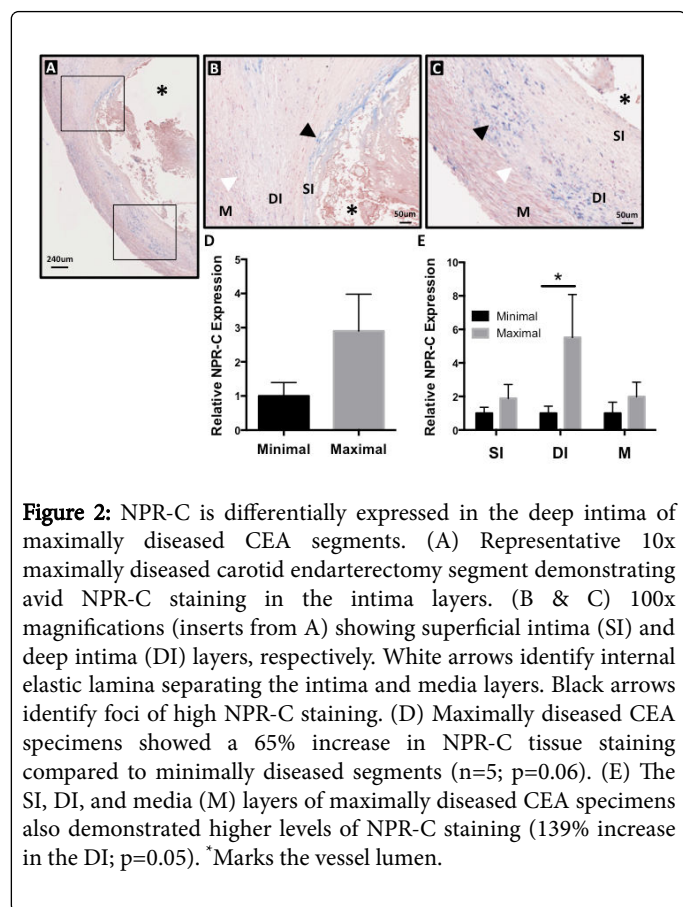 A
*
240um
B
SI
DI
M
*
50um
C
*
SI
DI
M
50um
D
Relative NPR-C Expression
5
4
3
2
1
0
Minimal
Maximal
E
Relative NPR-C Expression
10
8
6
4
2
0
*
Minimal
Maximal
SI
DI
M
Figure 2: NPR-C is differentially expressed in the deep intima of
maximally diseased CEA segments. (A) Representative 10x
maximally diseased carotid endarterectomy segment demonstrating
avid NPR-C staining in the intima layers. (B & C) 100x
magnifications (inserts from A) showing superficial intima (SI) and
deep intima (DI) layers, respectively. White arrows identify internal
elastic lamina separating the intima and media layers. Black arrows
identify foci of high NPR-C staining. (D) Maximally diseased CEA
specimens showed a 65% increase in NPR-C tissue staining
compared to minimally diseased segments (n=5; p=0.06). (E) The
SI, DI, and media (M) layers of maximally diseased CEA specimens
also demonstrated higher levels of NPR-C staining (139% increase
in the DI; p=0.05). *Marks the vessel lumen.